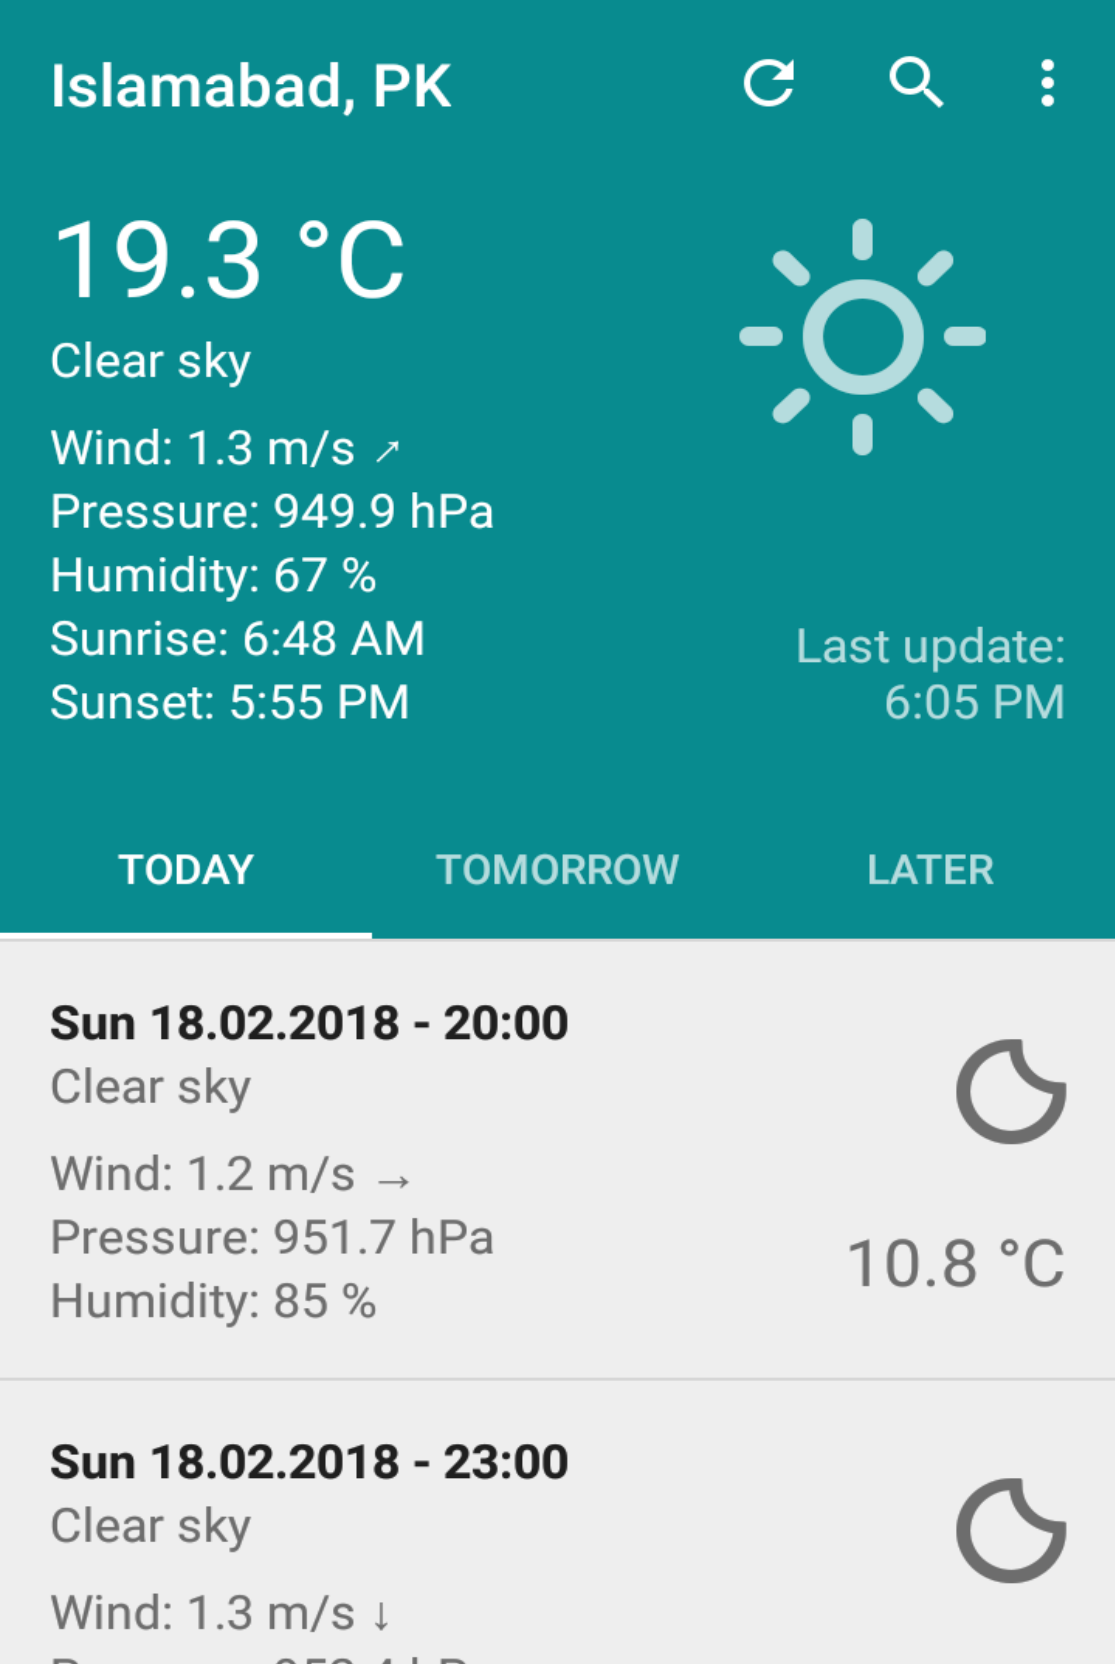 Islamabad, PK
19.3 °C
Clear sky
Wind: 1.3 m/s ↗
Pressure: 949.9 hPa
Humidity: 67 %
Sunrise: 6:48 AM
Sunset: 5:55 PM
Last update:
6:05 PM
TODAY TOMORROW LATER
Sun 18.02.2018 - 20:00
Clear sky
Wind: 1.2 m/s →
Pressure: 951.7 hPa
Humidity: 85 %
10.8 °C
Sun 18.02.2018 - 23:00
Clear sky
Wind: 1.3 m/s ↓